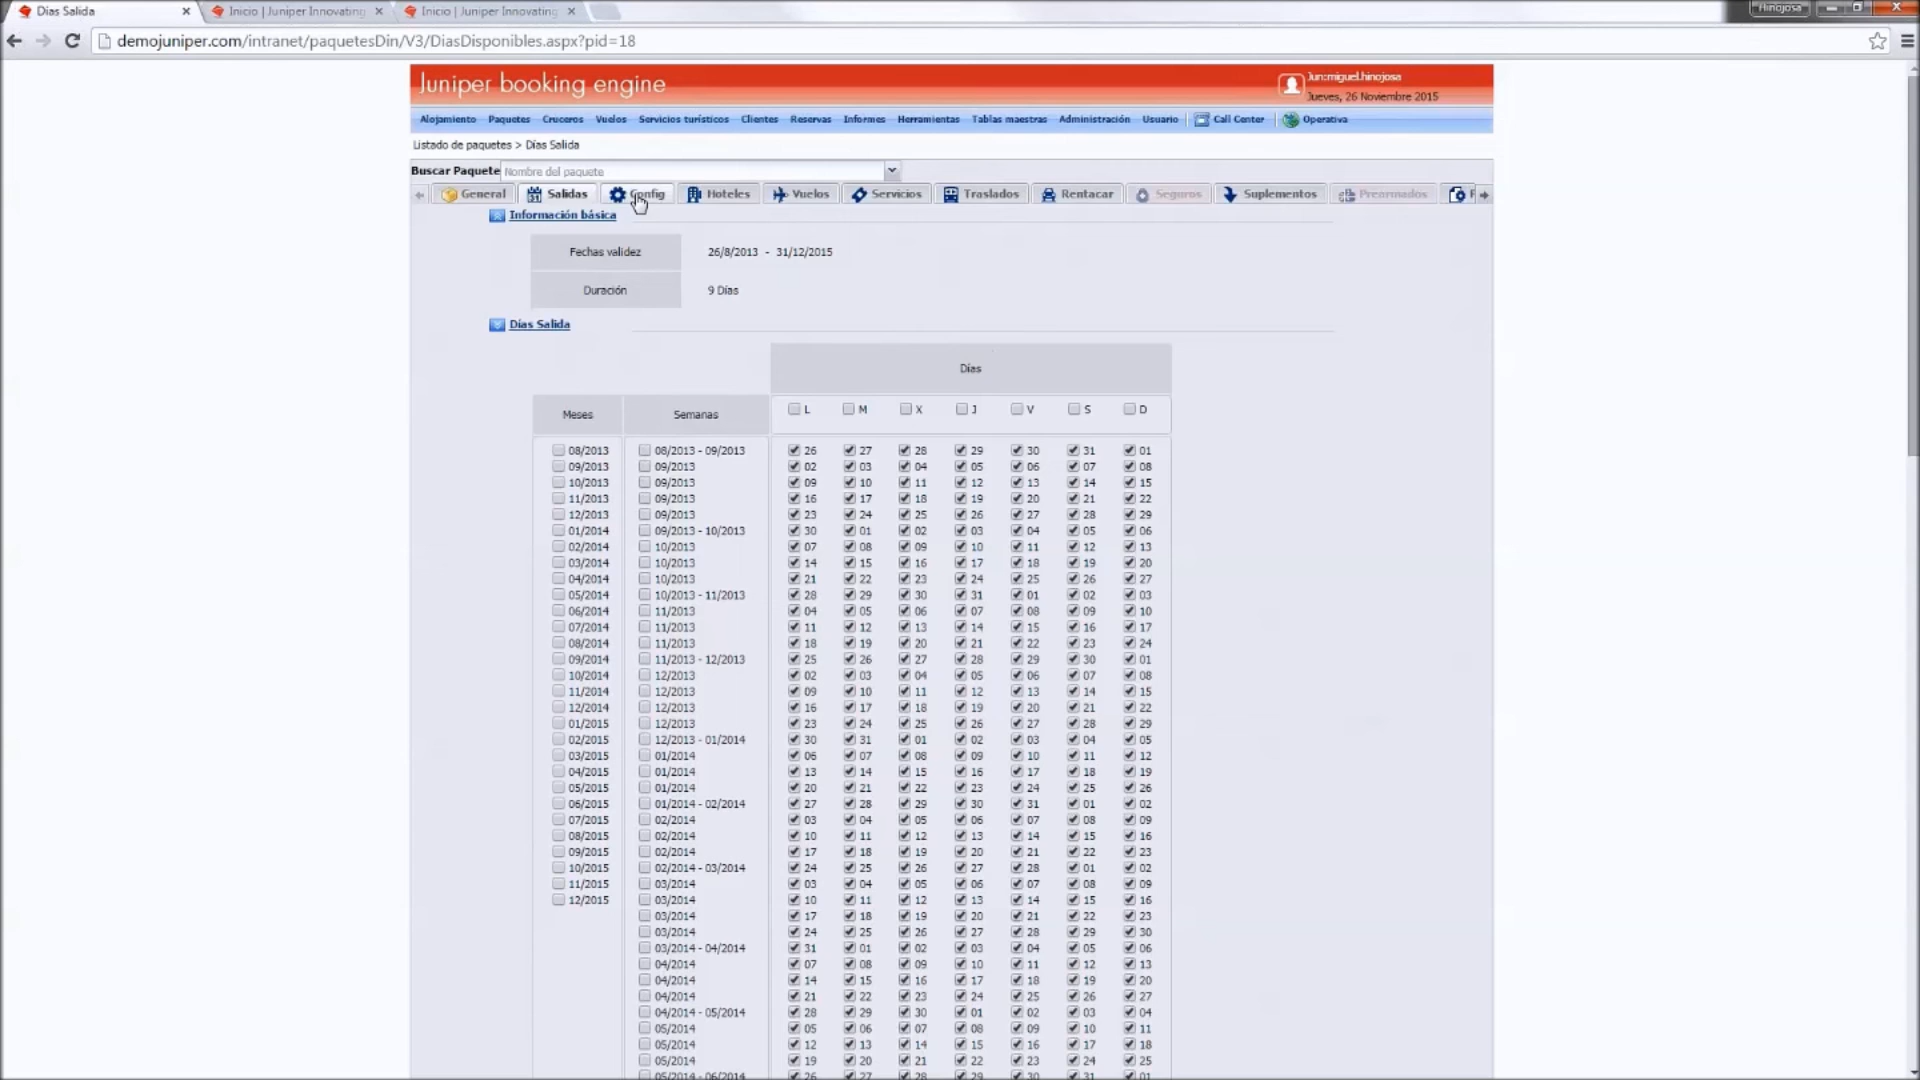 Días Salida
Inicio | Juniper Innovating
Inicio | Juniper Innovating
Hinojosa
demojuniper.com/intranet/paquetesDin/V3/DiasDisponibles.aspx?pid=18
Juniper booking engine
Jun:miguel.hinojosa
Jueves, 26 Noviembre 2015
Alojamiento Paquetes Cruceros Vuelos Servicios turísticos Clientes Reservas Informes Herramientas Tablas maestras Administración Usuario Call Center Operativa
Listado de paquetes > Días Salida
Buscar Paquete Nombre del paquete
General Salidas Config Hoteles Vuelos Servicios Traslados Rentacar Seguros Suplementos Prearmados
Información básica
Fechas validez 26/8/2013 - 31/12/2015
Duración 9 Días
Días Salida
Días
Meses Semanas L M X J V S D
08/2013 08/2013 - 09/2013 26 27 28 29 30 31 01
09/2013 09/2013 02 03 04 05 06 07 08
10/2013 09/2013 09 10 11 12 13 14 15
11/2013 09/2013 16 17 18 19 20 21 22
12/2013 09/2013 23 24 25 26 27 28 29
01/2014 09/2013 - 10/2013 30 01 02 03 04 05 06
02/2014 10/2013 07 08 09 10 11 12 13
03/2014 10/2013 14 15 16 17 18 19 20
04/2014 10/2013 21 22 23 24 25 26 27
05/2014 10/2013 - 11/2013 28 29 30 31 01 02 03
06/2014 11/2013 04 05 06 07 08 09 10
07/2014 11/2013 11 12 13 14 15 16 17
08/2014 11/2013 18 19 20 21 22 23 24
09/2014 11/2013 - 12/2013 25 26 27 28 29 30 01
10/2014 12/2013 02 03 04 05 06 07 08
11/2014 12/2013 09 10 11 12 13 14 15
12/2014 12/2013 16 17 18 19 20 21 22
01/2015 12/2013 23 24 25 26 27 28 29
02/2015 12/2013 - 01/2014 30 31 01 02 03 04 05
03/2015 01/2014 06 07 08 09 10 11 12
04/2015 01/2014 13 14 15 16 17 18 19
05/2015 01/2014 20 21 22 23 24 25 26
06/2015 01/2014 - 02/2014 27 28 29 30 31 01 02
07/2015 02/2014 03 04 05 06 07 08 09
08/2015 02/2014 10 11 12 13 14 15 16
09/2015 02/2014 17 18 19 20 21 22 23
10/2015 02/2014 - 03/2014 24 25 26 27 28 01 02
11/2015 03/2014 03 04 05 06 07 08 09
12/2015 03/2014 10 11 12 13 14 15 16
03/2014 17 18 19 20 21 22 23
03/2014 24 25 26 27 28 29 30
03/2014 - 04/2014 31 01 02 03 04 05 06
04/2014 07 08 09 10 11 12 13
04/2014 14 15 16 17 18 19 20
04/2014 21 22 23 24 25 26 27
04/2014 - 05/2014 28 29 30 01 02 03 04
05/2014 05 06 07 08 09 10 11
05/2014 12 13 14 15 16 17 18
05/2014 19 20 21 22 23 24 25
05/2014 - 06/2014 26 27 28 29 30 31 01